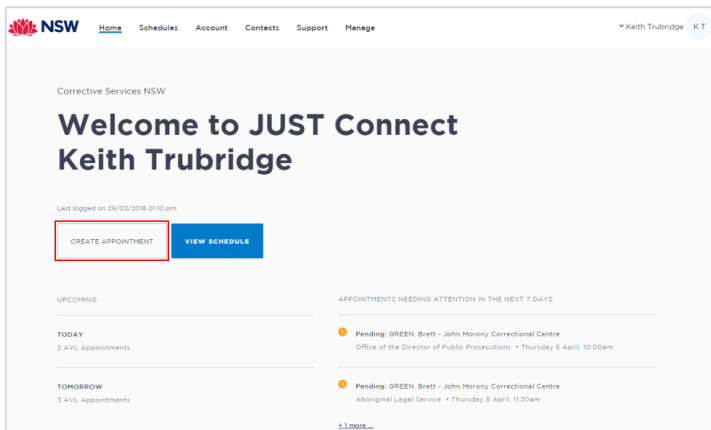 NSW
Home Schedules Account Contacts Support Manage
Keith Trubridge KT
Corrective Services NSW
Welcome to JUST Connect
Keith Trubridge
Last logged on 29/03/2018 01:10 pm
CREATE APPOINTMENT VIEW SCHEDULE
UPCOMING
TODAY
2 AVL Appointments
TOMORROW
3 AVL Appointments
APPOINTMENTS NEEDING ATTENTION IN THE NEXT 7 DAYS
Pending: GREEN, Brett - John Morony Correctional Centre
Office of the Director of Public Prosecutions • Thursday 5 April, 10:00am
Pending: GREEN, Brett - John Morony Correctional Centre
Aboriginal Legal Service • Thursday 5 April, 11:30am
+ 1 more ...